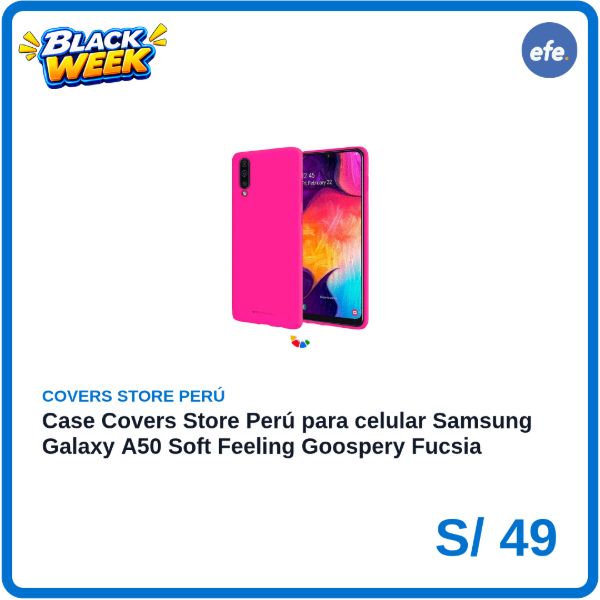 BLACK
WEEK
efe.
COVERS STORE PERÚ
Case Covers Store Perú para celular Samsung
Galaxy A50 Soft Feeling Goospery Fucsia
S/ 49